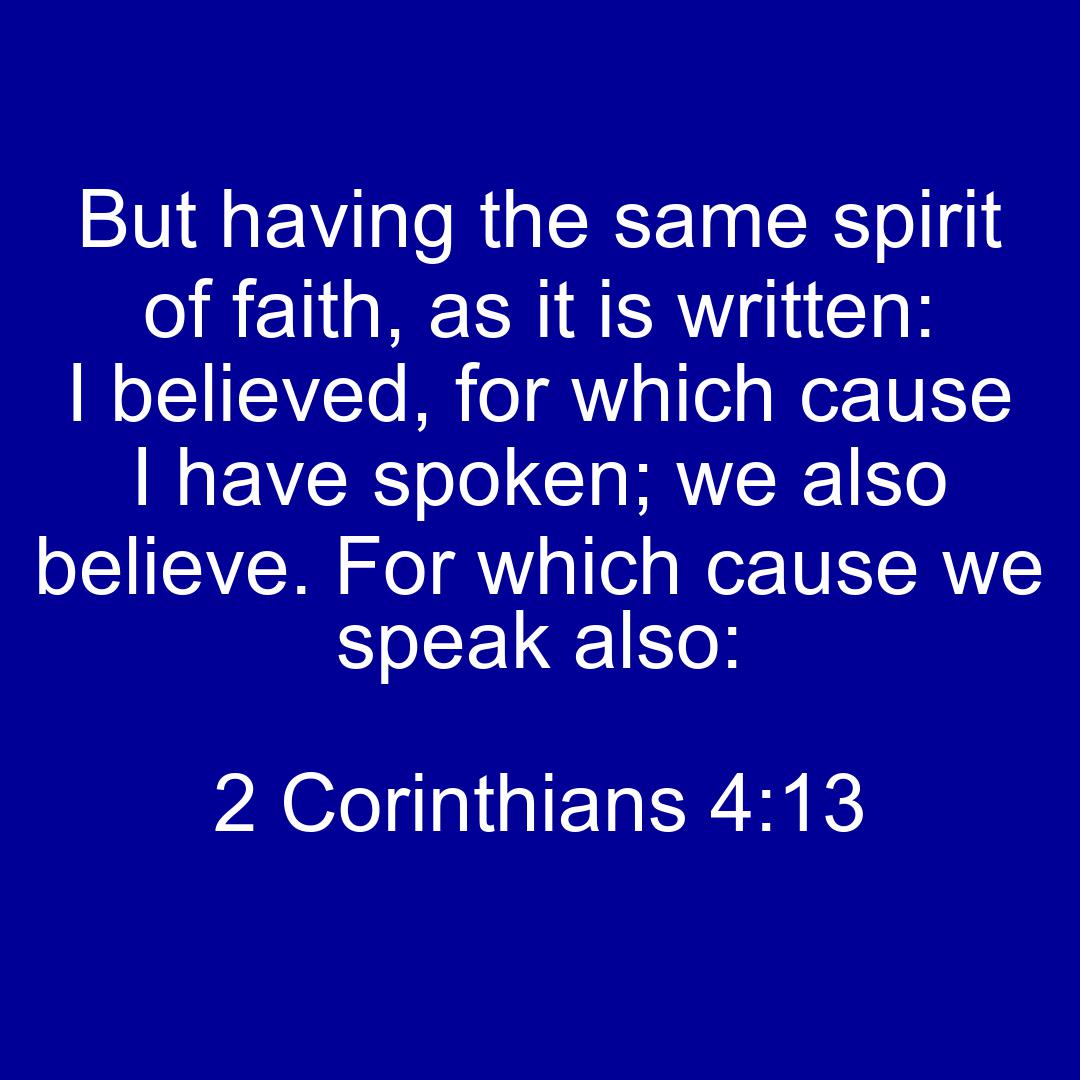 But having the same spirit
of faith, as it is written:
I believed, for which cause
I have spoken; we also
believe. For which cause we
speak also:
2 Corinthians 4:13